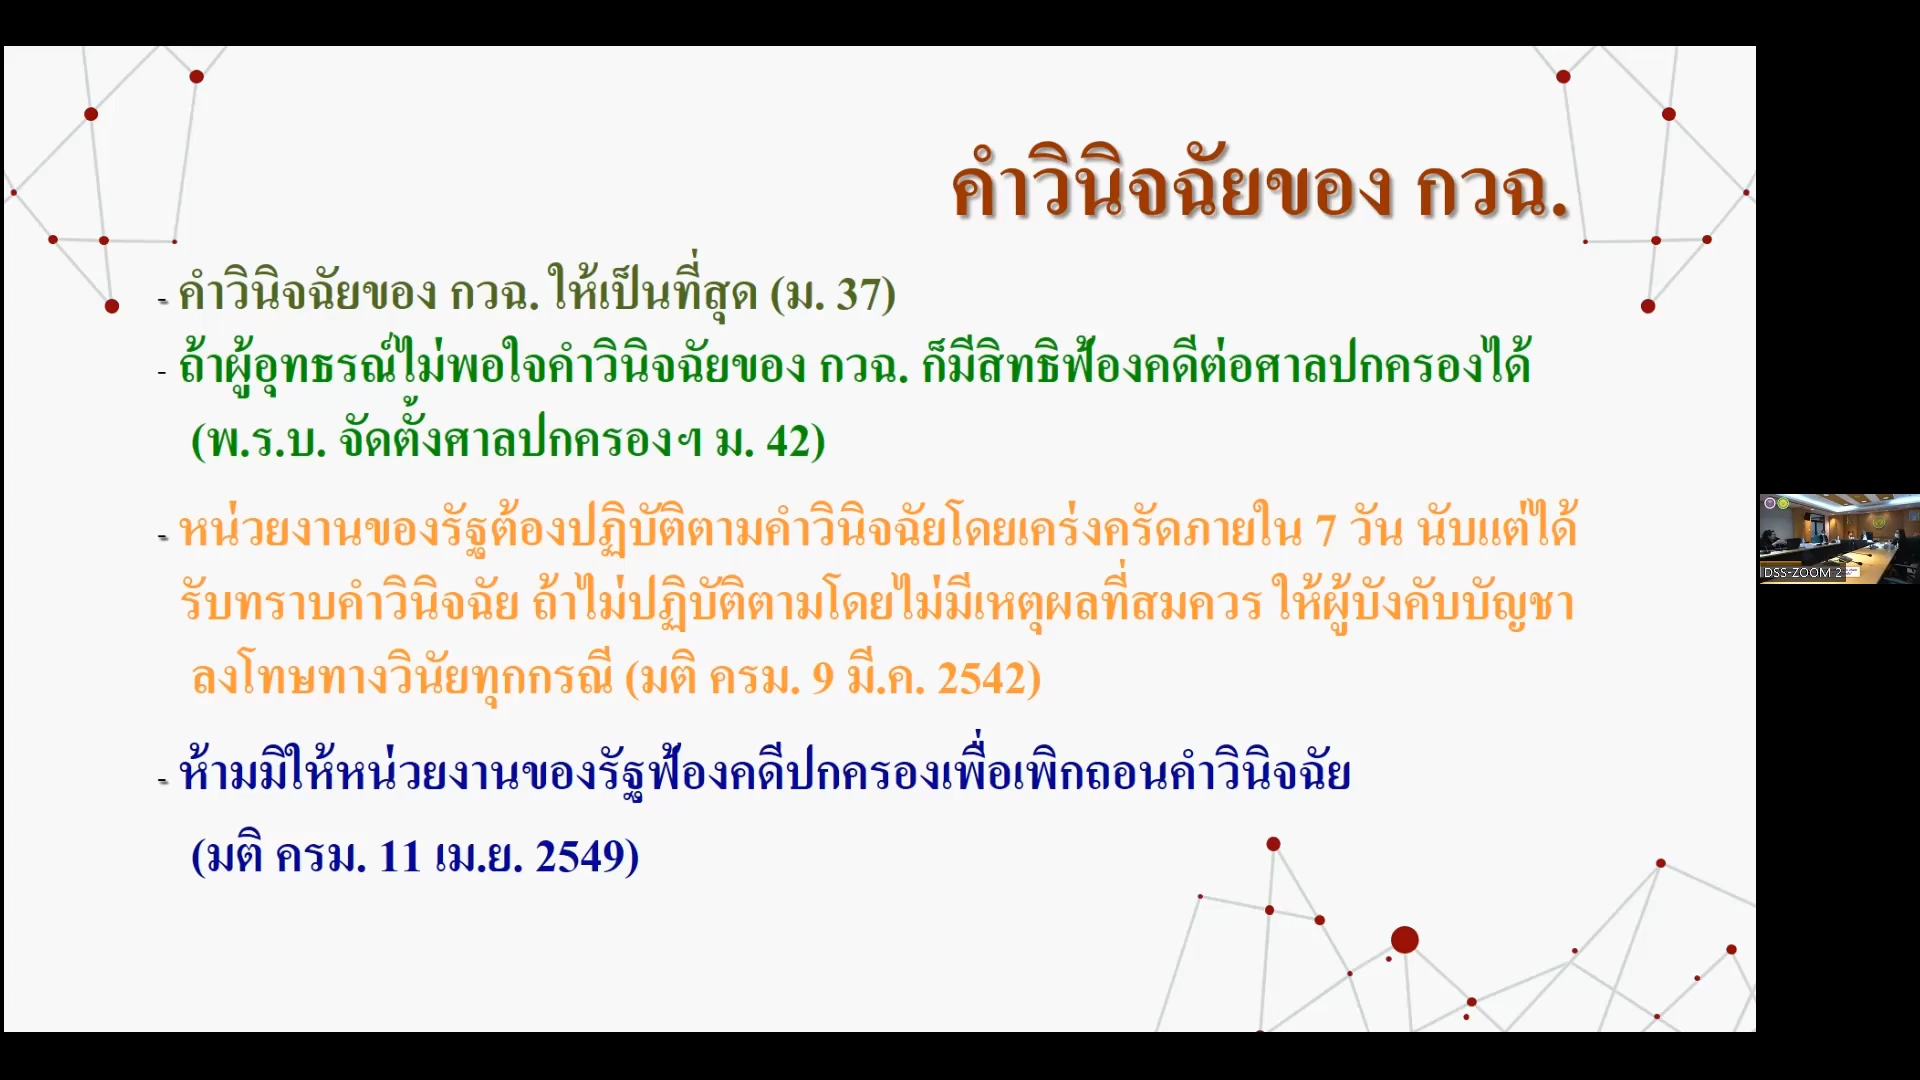 คำวินิจฉัยของ กวฉ.
- คำวินิจฉัยของ กวฉ. ให้เป็นที่สุด (ม. 37)
- ถ้าผู้อุทธรณ์ไม่พอใจคำวินิจฉัยของ กวฉ. ก็มีสิทธิฟ้องคดีต่อศาลปกครองได้
(พ.ร.บ. จัดตั้งศาลปกครองฯ ม. 42)
- หน่วยงานของรัฐต้องปฏิบัติตามคำวินิจฉัยโดยเคร่งครัดภายใน 7 วัน นับแต่ได้
รับทราบคำวินิจฉัย ถ้าไม่ปฏิบัติตามโดยไม่มีเหตุผลที่สมควร ให้ผู้บังคับบัญชา
ลงโทษทางวินัยทุกกรณี (มติ ครม. 9 มี.ค. 2542)
- ห้ามมิให้หน่วยงานของรัฐฟ้องคดีปกครองเพื่อเพิกถอนคำวินิจฉัย
(มติ ครม. 11 เม.ย. 2549)
DSS-ZOOM 2